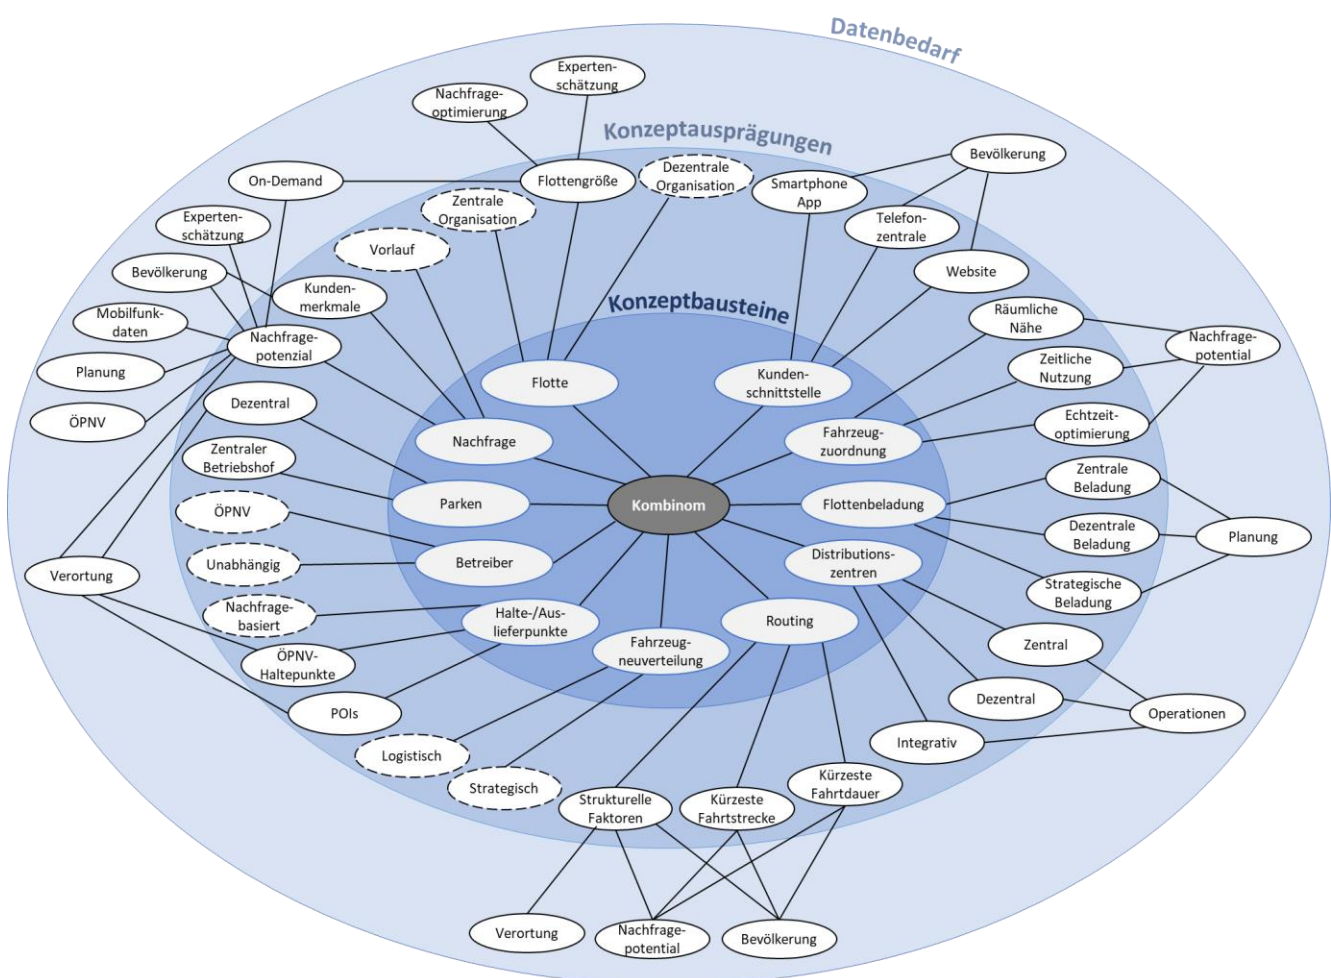 Datenbedarf
Experten-
schätzung
Nachfrage-
optimierung
Konzeptausprägungen
Bevölkerung
On-Demand
Flottengröße
Dezentrale
Organisation
Smartphone
App
Zentrale
Organisation
Experten-
schätzung
Telefon-
zentrale
Vorlauf
Bevölkerung
Website
Kunden-
merkmale
Konzeptbausteine
Räumliche
Nähe
Mobilfunk-
daten
Nachfrage-
potenzial
Nachfrage-
potential
Planung
Zeitliche
Nutzung
Flotte
Kunden-
schnittstelle
Dezentral
ÖPNV
Echtzeit-
optimierung
Nachfrage
Fahrzeug-
zuordnung
Zentraler
Betriebshof
Zentrale
Beladung
Parken
Kombinom
Flottenbeladung
ÖPNV
Dezentrale
Beladung
Planung
Betreiber
Distributions-
zentren
Unabhängig
Verortung
Strategische
Beladung
Nachfrage-
basiert
Halte-/Aus-
lieferpunkte
Routing
Fahrzeug-
neuverteilung
Zentral
ÖPNV-
Haltepunkte
Dezentral
POIs
Operationen
Integrativ
Logistisch
Strategisch
Kürzeste
Fahrtdauer
Strukturelle
Faktoren
Kürzeste
Fahrtstrecke
Verortung
Nachfrage-
potential
Bevölkerung